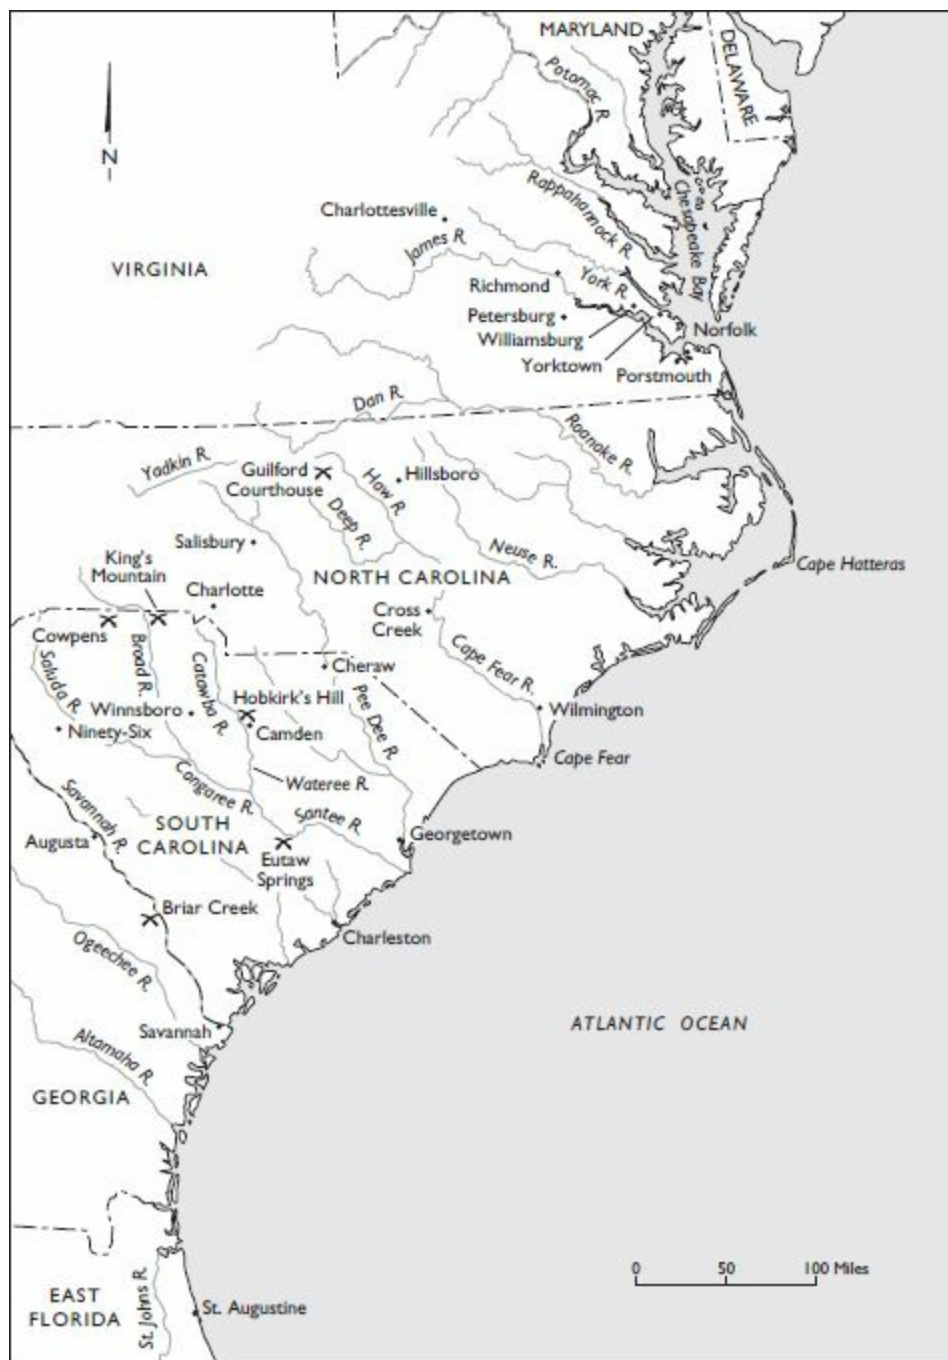 MARYLAND
DELAWARE
Potomac R.
N
Rappahannock R.
Chesapeake Bay
Charlottesville
James R.
VIRGINIA
Richmond
York R.
Petersburg
Williamsburg
Norfolk
Yorktown
Porstmouth
Dan R.
Roanoke R.
Yadkin R.
Guilford
Courthouse
Haw R.
Hillsboro
Deep R.
Salisbury
Neuse R.
King's
Mountain
NORTH CAROLINA
Cape Hatteras
Charlotte
Cross
Creek
Cowpens
Broad R.
Saluda R.
Catawba R.
Cheraw
Cape Fear R.
Hobkirk's Hill
Pee Dee R.
Winnsboro
Wilmington
Ninety-Six
Camden
Cape Fear
Congaree R.
Wateree R.
Savannah R.
Santee R.
SOUTH
CAROLINA
Georgetown
Augusta
Eutaw
Springs
Briar Creek
Charleston
Ogeechee R.
Savannah
ATLANTIC OCEAN
Altamaha R.
GEORGIA
0 50 100 Miles
EAST
FLORIDA
St. Johns R.
St. Augustine